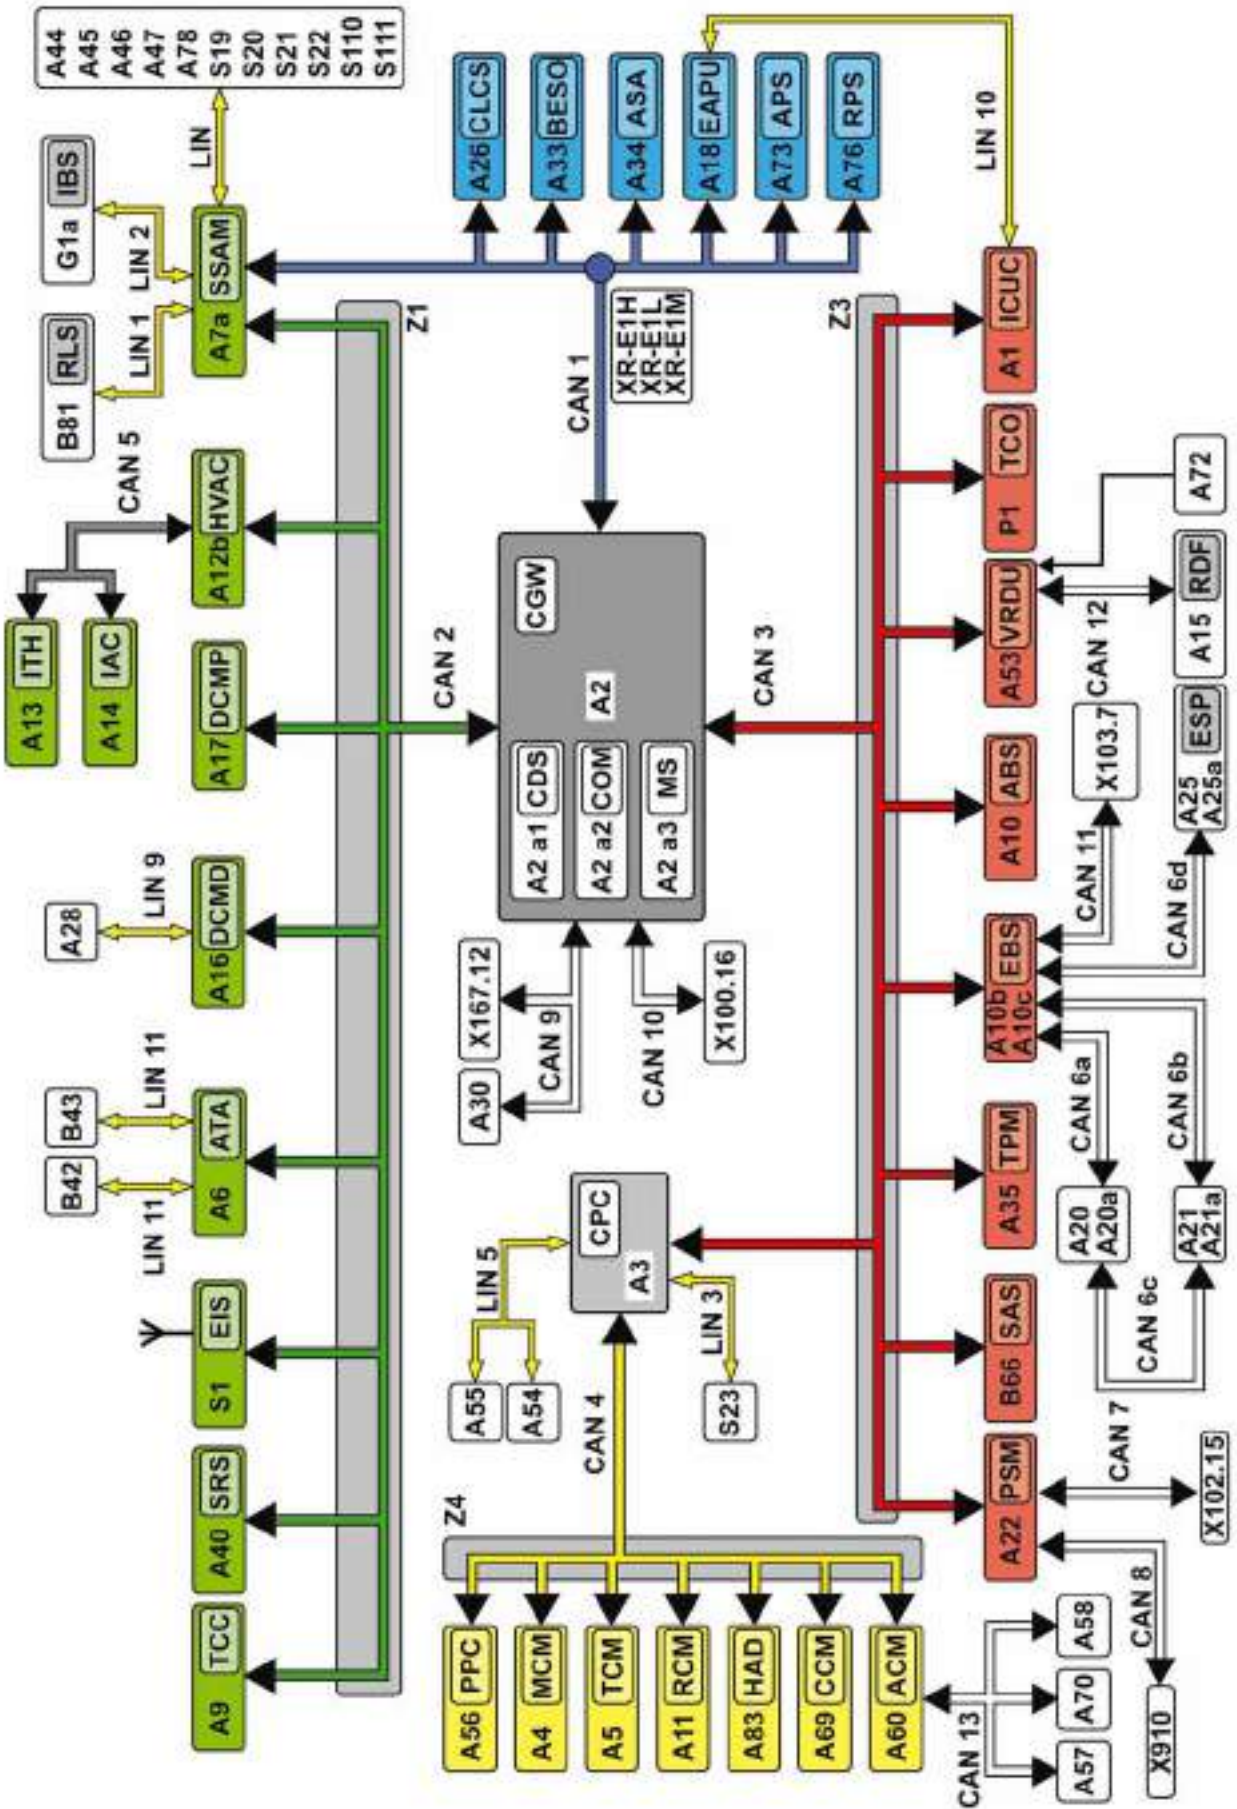 A13 ITH
A14 IAC
A44
A45
A46
A47
A78
S19
S20
S21
S22
S110
S111
B42
B43
A28
B81 RLS
G1a IBS
LIN 11
LIN 11
LIN 9
CAN 5
LIN 1
LIN 2
LIN
A9 TCC
A40 SRS
S1 EIS
A6 ATA
A16 DCMD
A17 DCMP
A12b HVAC
A7a SSAM
Z1
CAN 2
Z4
A56 PPC
A4 MCM
A5 TCM
A11 RCM
A83 HAD
A69 CCM
A60 ACM
CAN 4
A55
A54
LIN 5
A3
CPC
LIN 3
S23
A30
X167.12
CAN 9
CAN 10
X100.16
A2 a1 CDS
A2 a2 COM
A2 a3 MS
A2
CGW
CAN 1
XR-E1H
XR-E1L
XR-E1M
A26 CLCS
A33 BESO
A34 ASA
A18 EAPU
A73 APS
A76 RPS
LIN 10
CAN 3
Z3
A22 PSM
B66 SAS
A35 TPM
A10b
A10c
EBS
A10 ABS
A53 VRDU
P1 TCO
A1 ICUC
CAN 13
A57
A70
A58
CAN 8
X910
CAN 7
X102.15
CAN 6c
A20
A20a
A21
A21a
CAN 6a
CAN 6b
CAN 11
CAN 6d
X103.7
CAN 12
A25
A25a
ESP
A15 RDF
A72